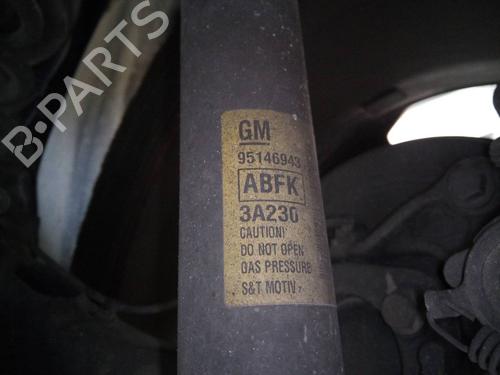 B-PARTS
GM
95146943
ABFK
3A230
CAUTION!
DO NOT OPEN
GAS PRESSURE
S&T MOTIV